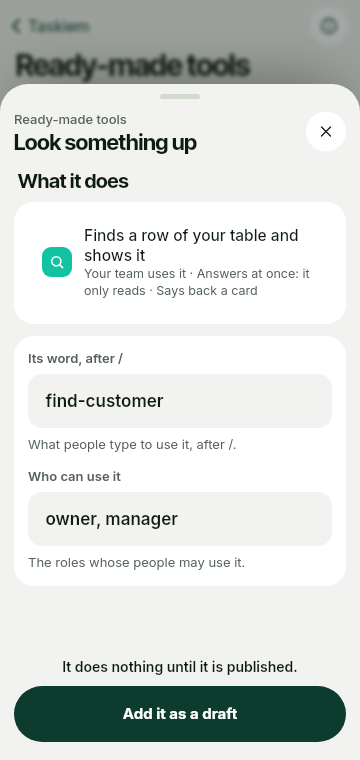 Taskiem
Ready-made tools
Ready-made tools
Look something up
What it does
Finds a row of your table and
shows it
Your team uses it · Answers at once: it
only reads · Says back a card
Its word, after /
find-customer
What people type to use it, after /.
Who can use it
owner, manager
The roles whose people may use it.
It does nothing until it is published.
Add it as a draft